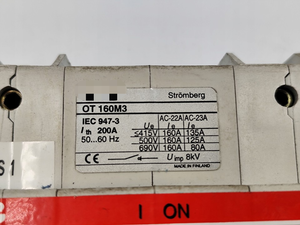 Strömberg
OT 160M3
IEC 947-3 AC-22A AC-23A
Ith 200A Ue Ie Ie
50...60 Hz ≤415V 160A 135A
500V 160A 125A
690V 160A 80A
Uimp 8kV
MADE IN FINLAND
S1
I ON